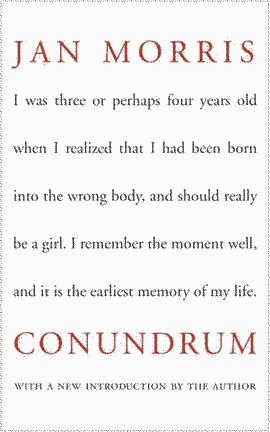 JAN MORRIS
I was three or perhaps four years old
when I realized that I had been born
into the wrong body, and should really
be a girl. I remember the moment well,
and it is the earliest memory of my life.
CONUNDRUM
WITH A NEW INTRODUCTION BY THE AUTHOR